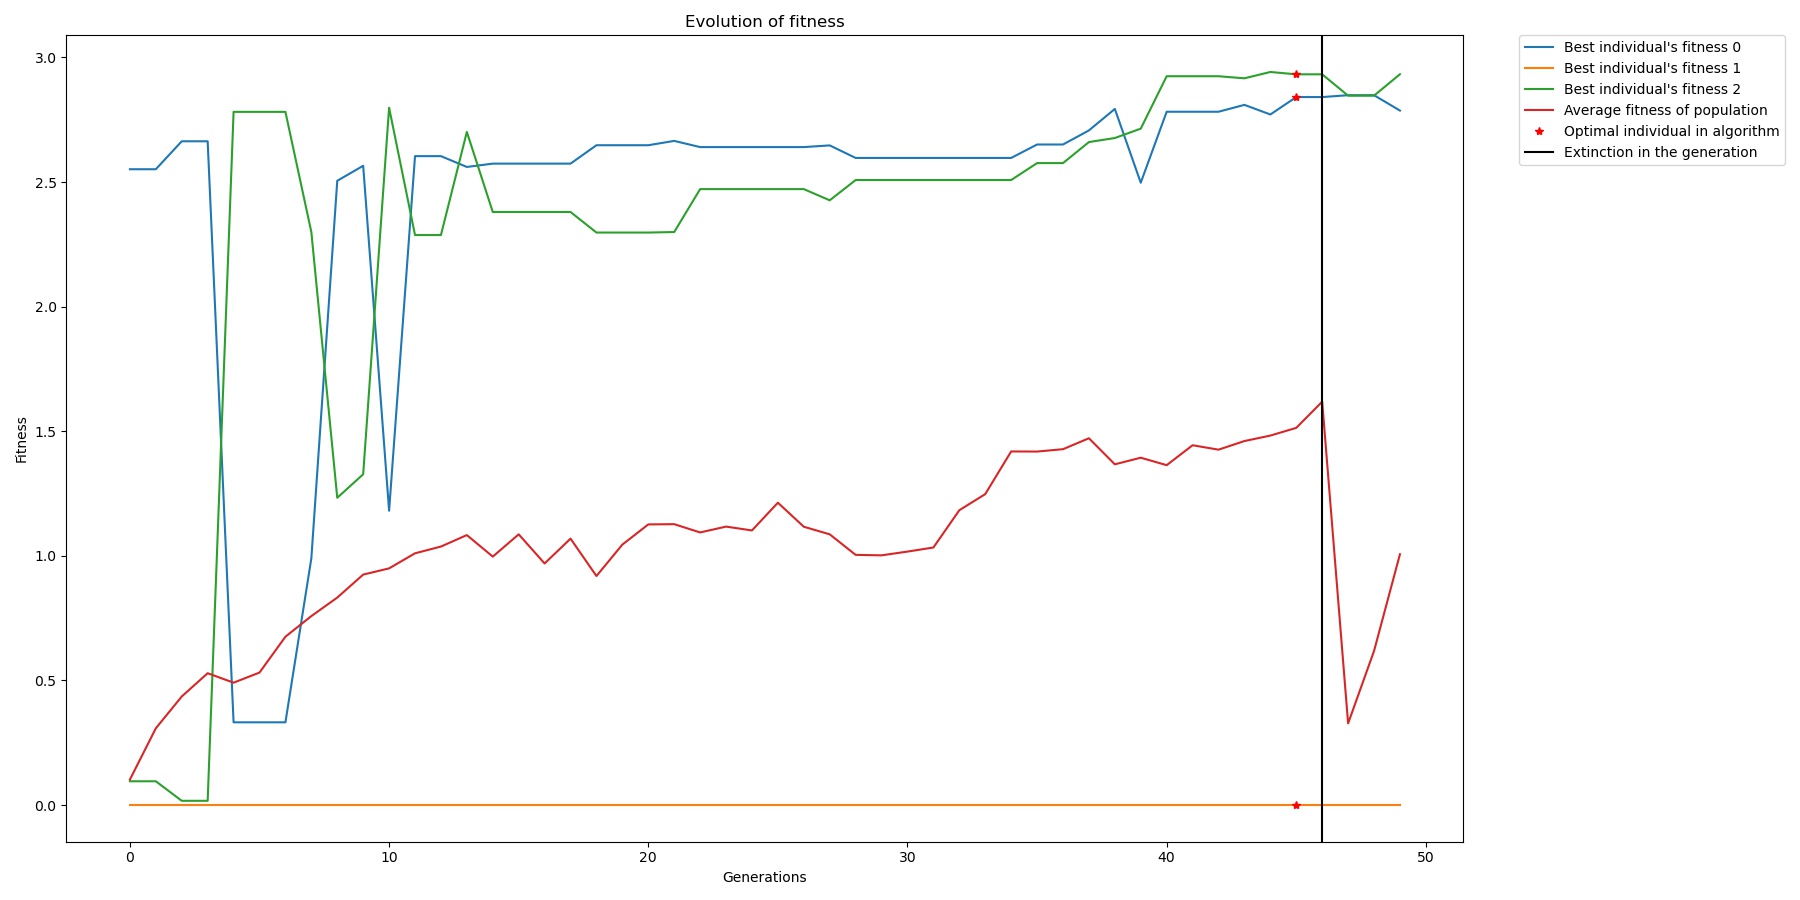 Evolution of fitness
3.0
2.5
2.0
1.5
1.0
0.5
0.0
Fitness
0 10 20 30 40 50
Generations
Best individual's fitness 0
Best individual's fitness 1
Best individual's fitness 2
Average fitness of population
Optimal individual in algorithm
Extinction in the generation